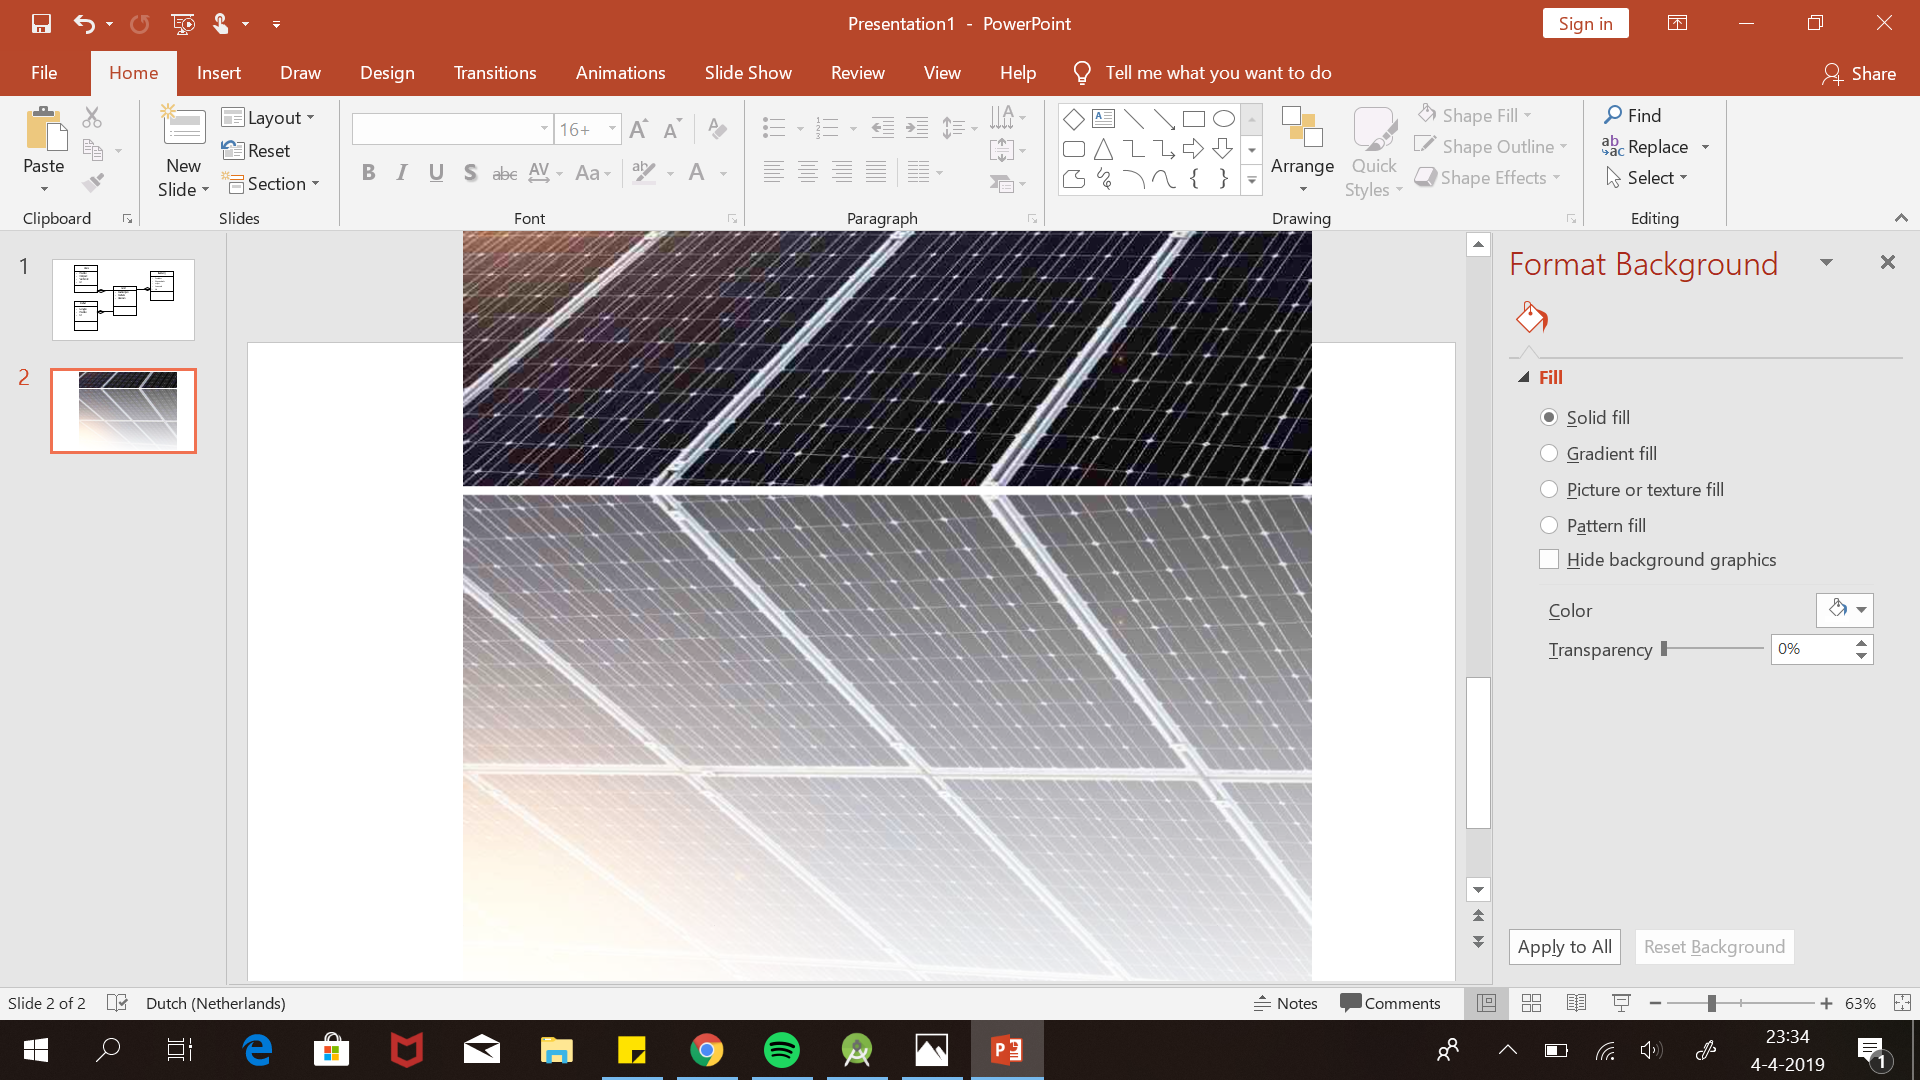 Presentation1 - PowerPoint
Sign in
File
Home
Insert
Draw
Design
Transitions
Animations
Slide Show
Review
View
Help
Tell me what you want to do
Share
Paste
Clipboard
New
Slide
Layout
Reset
Section
Slides
16+
B I U S abc AV Aa A
Font
Paragraph
Arrange
Quick
Styles
Shape Fill
Shape Outline
Shape Effects
Drawing
Find
Replace
Select
Editing
1
2
Format Background
Fill
Solid fill
Gradient fill
Picture or texture fill
Pattern fill
Hide background graphics
Color
Transparency
0%
Apply to All
Reset Background
Slide 2 of 2
Dutch (Netherlands)
Notes
Comments
63%
23:34
4-4-2019
1